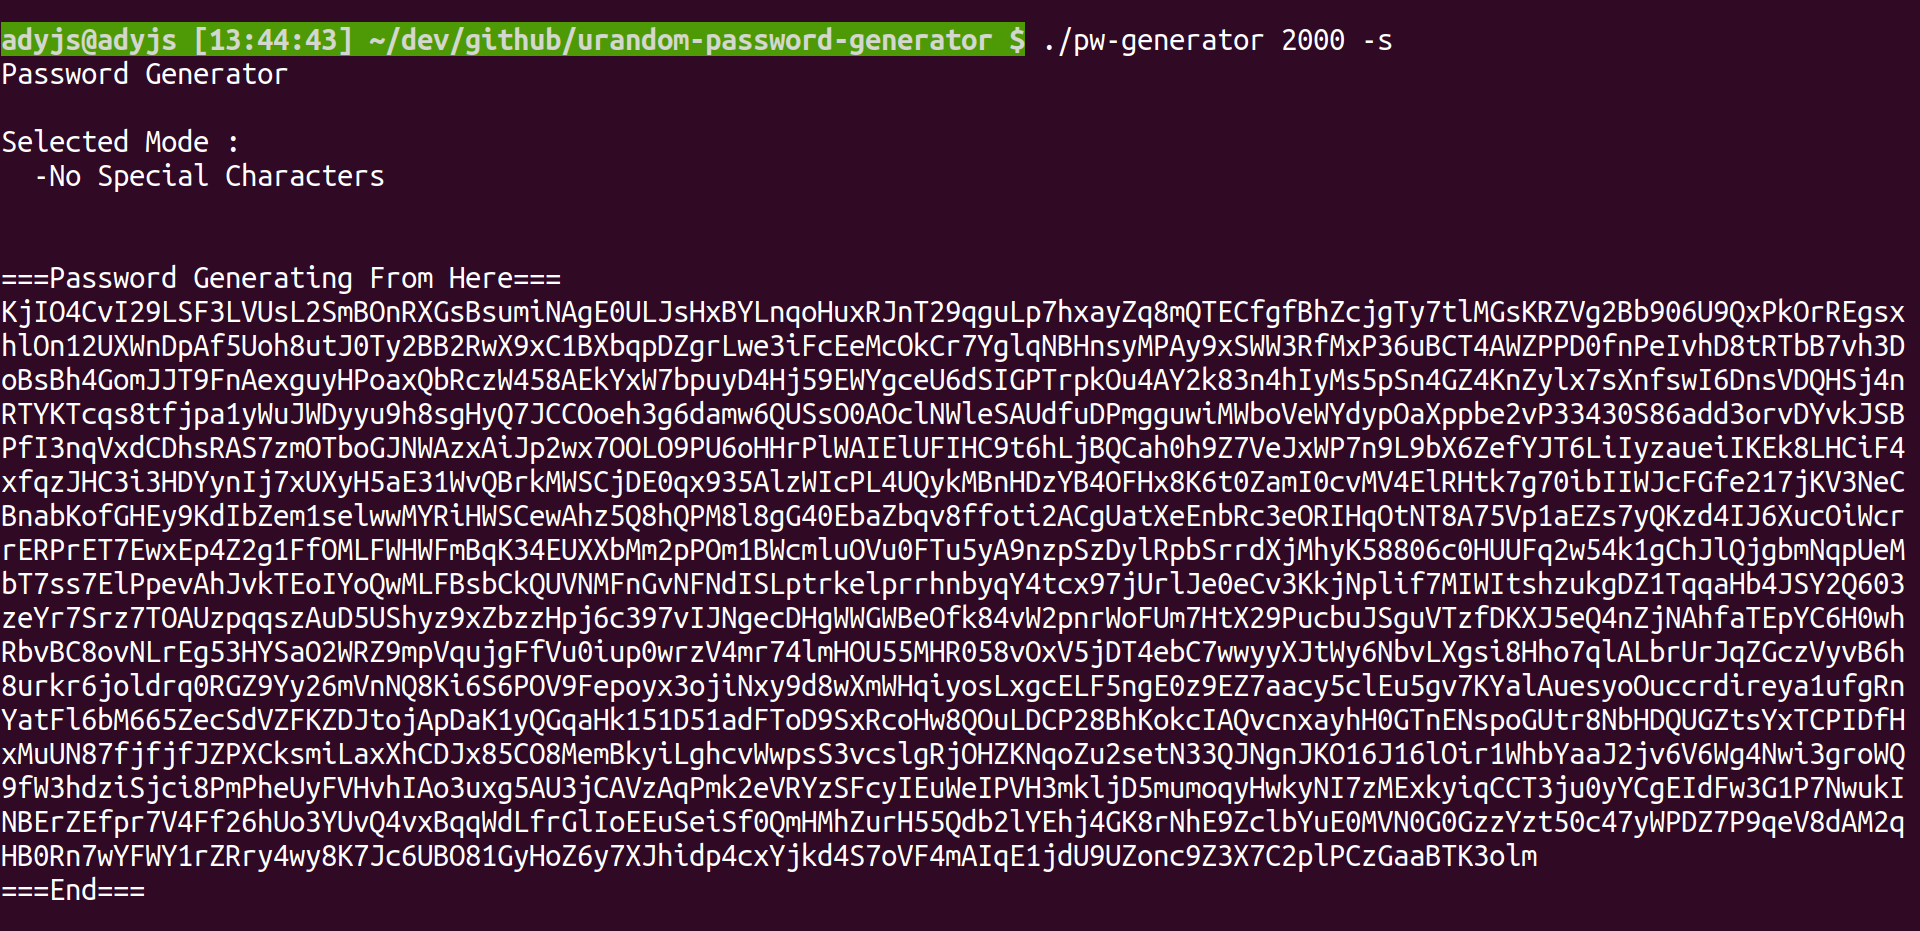 adyjs@adyjs [13:44:43] ~/dev/github/urandom-password-generator $ ./pw-generator 2000 -s
Password Generator
Selected Mode :
-No Special Characters
===Password Generating From Here===
KjIO4CvI29LSF3LVUsL2SmBOnRXGsBsumiNAgE0ULJsHxBYLnqoHuxRJnT29qguLp7hxayZq8mQTECfgfBhZcjgTy7tlMGsKRZVg2Bb906U9QxPkOrREgsx
hlOn12UXWnDpAf5Uoh8utJ0Ty2BB2RwX9xC1BXbqpDZgrLwe3iFcEeMcOkCr7YglqNBHnsyMPAy9xSWW3RfMxP36uBCT4AWZPPD0fnPeIvhD8tRTbB7vh3D
oBsBh4GomJJT9FnAexguyHPoaxQbRczW458AEkYxW7bpuyD4Hj59EWYgceU6dSIGPTrpkOu4AY2k83n4hIyMs5pSn4GZ4KnZylx7sXnfswI6DnsVDQHSj4n
RTYKTcqs8tfjpa1yWuJWDyyu9h8sgHyQ7JCCOoeh3g6damw6QUSsO0AOclNWleSAUdfuDPmgguwiMWboVeWYdypOaXppbe2vP33430S86add3orvDYvkJSB
PfI3nqVxdCDhsRAS7zmOTboGJNWAzxAiJp2wx7OOLO9PU6oHHrPlWAIElUFIHC9t6hLjBQCah0h9Z7VeJxWP7n9L9bX6ZefYJT6LiIyzaueiIKEk8LHCiF4
xfqzJHC3i3HDYynIj7xUXyH5aE31WvQBrkMWSCjDE0qx935AlzWIcPL4UQykMBnHDzYB4OFHx8K6t0ZamI0cvMV4ElRHtk7g70ibIIWJcFGfe217jKV3NeC
BnabKofGHEy9KdIbZem1selwwMYRiHWSCewAhz5Q8hQPM8l8gG40EbaZbqv8ffoti2ACgUatXeEnbRc3eORIHqOtNT8A75Vp1aEZs7yQKzd4IJ6XucOiWcr
rERPrET7EwxEp4Z2g1FfOMLFWHWFmBqK34EUXXbMm2pPOm1BWcmluOVu0FTu5yA9nzpSzDylRpbSrrdXjMhyK58806c0HUUFq2w54k1gChJlQjgbmNqpUeM
bT7ss7ElPpevAhJvkTEoIYoQwMLFBsbCkQUVNMFnGvNFNdISLptrkelprrhnbyqY4tcx97jUrlJe0eCv3KkjNplif7MIWItshzukgDZ1TqqaHb4JSY2Q603
zeYr7Srz7TOAUzpqqszAuD5UShyz9xZbzzHpj6c397vIJNgecDHgWWGWBeOfk84vW2pnrWoFUm7HtX29PucbuJSguVTzfDKXJ5eQ4nZjNAhfaTEpYC6H0wh
RbvBC8ovNLrEg53HYSaO2WRZ9mpVqujgFfVu0iup0wrzV4mr74lmHOU55MHR058vOxV5jDT4ebC7wwyyXJtWy6NbvLXgsi8Hho7qlALbrUrJqZGczVyvB6h
8urkr6joldrq0RGZ9Yy26mVnNQ8Ki6S6POV9Fepoyx3ojiNxy9d8wXmWHqiyosLxgcELF5ngE0z9EZ7aacy5clEu5gv7KYalAuesyoOuccrdireya1ufgRn
YatFl6bM665ZecSdVZFKZDJtojApDaK1yQGqaHk151D51adFToD9SxRcoHw8QOuLDCP28BhKokcIAQvcnxayhH0GTnENspoGUtr8NbHDQUGZtsYxTCPIDfH
xMuUN87fjfjfJZPXCksmiLaxXhCDJx85CO8MemBkyiLghcvWwpsS3vcslgRjOHZKNqoZu2setN33QJNgnJKO16J16lOir1WhbYaaJ2jv6V6Wg4Nwi3groWQ
9fW3hdziSjci8PmPheUyFVHvhIAo3uxg5AU3jCAVzAqPmk2eVRYzSFcyIEuWeIPVH3mkljD5mumoqyHwkyNI7zMExkyiqCCT3ju0yYCgEIdFw3G1P7NwukI
NBErZEfpr7V4Ff26hUo3YUvQ4vxBqqWdLfrGlIoEEuSeiSf0QmHMhZurH55Qdb2lYEhj4GK8rNhE9ZclbYuE0MVN0G0GzzYzt50c47yWPDZ7P9qeV8dAM2q
HB0Rn7wYFWY1rZRry4wy8K7Jc6UBO81GyHoZ6y7XJhidp4cxYjkd4S7oVF4mAIqE1jdU9UZonc9Z3X7C2plPCzGaaBTK3olm
===End===